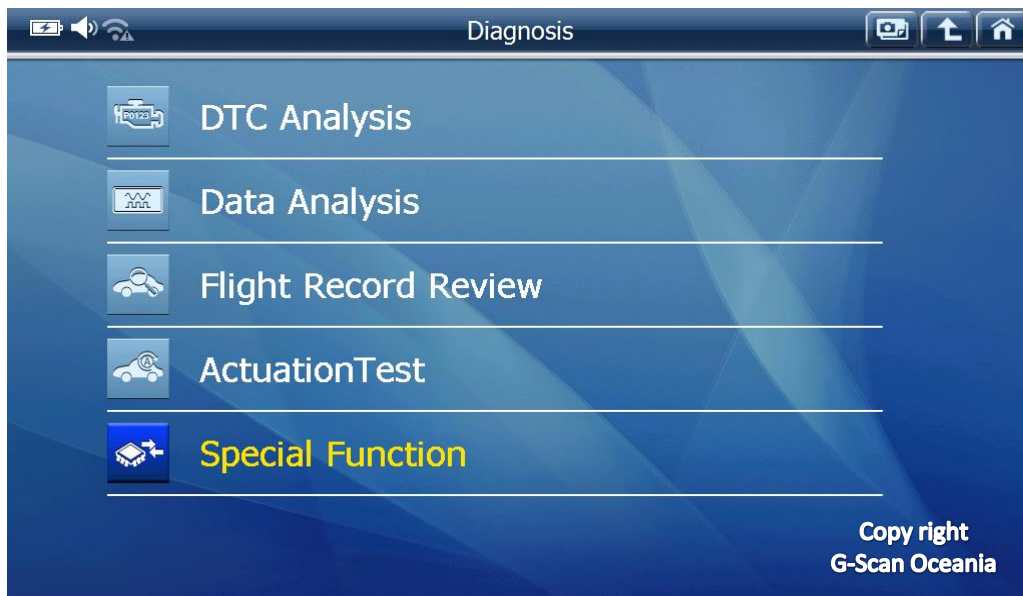 Diagnosis
P0123
DTC Analysis
Data Analysis
Flight Record Review
A
ActuationTest
Special Function
Copy right
G-Scan Oceania